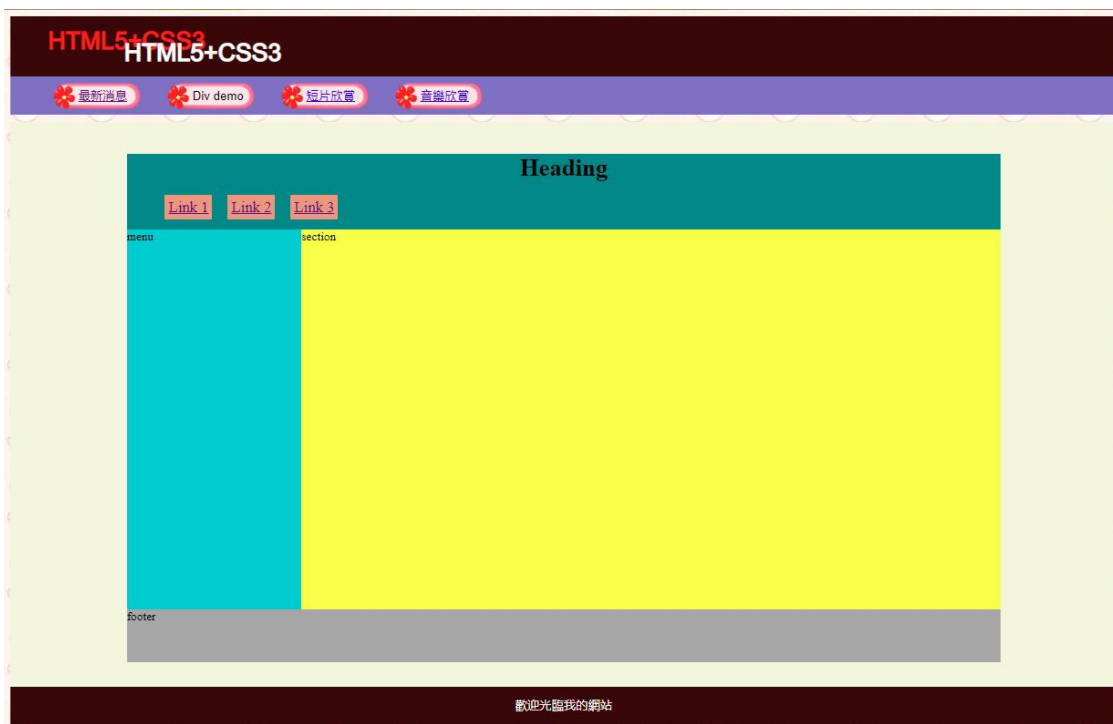 HTML5+CSS3
HTML5+CSS3
最新消息 Div demo 短片欣賞 音樂欣賞
Heading
Link 1 Link 2 Link 3
menu section
footer
歡迎光臨我的網站